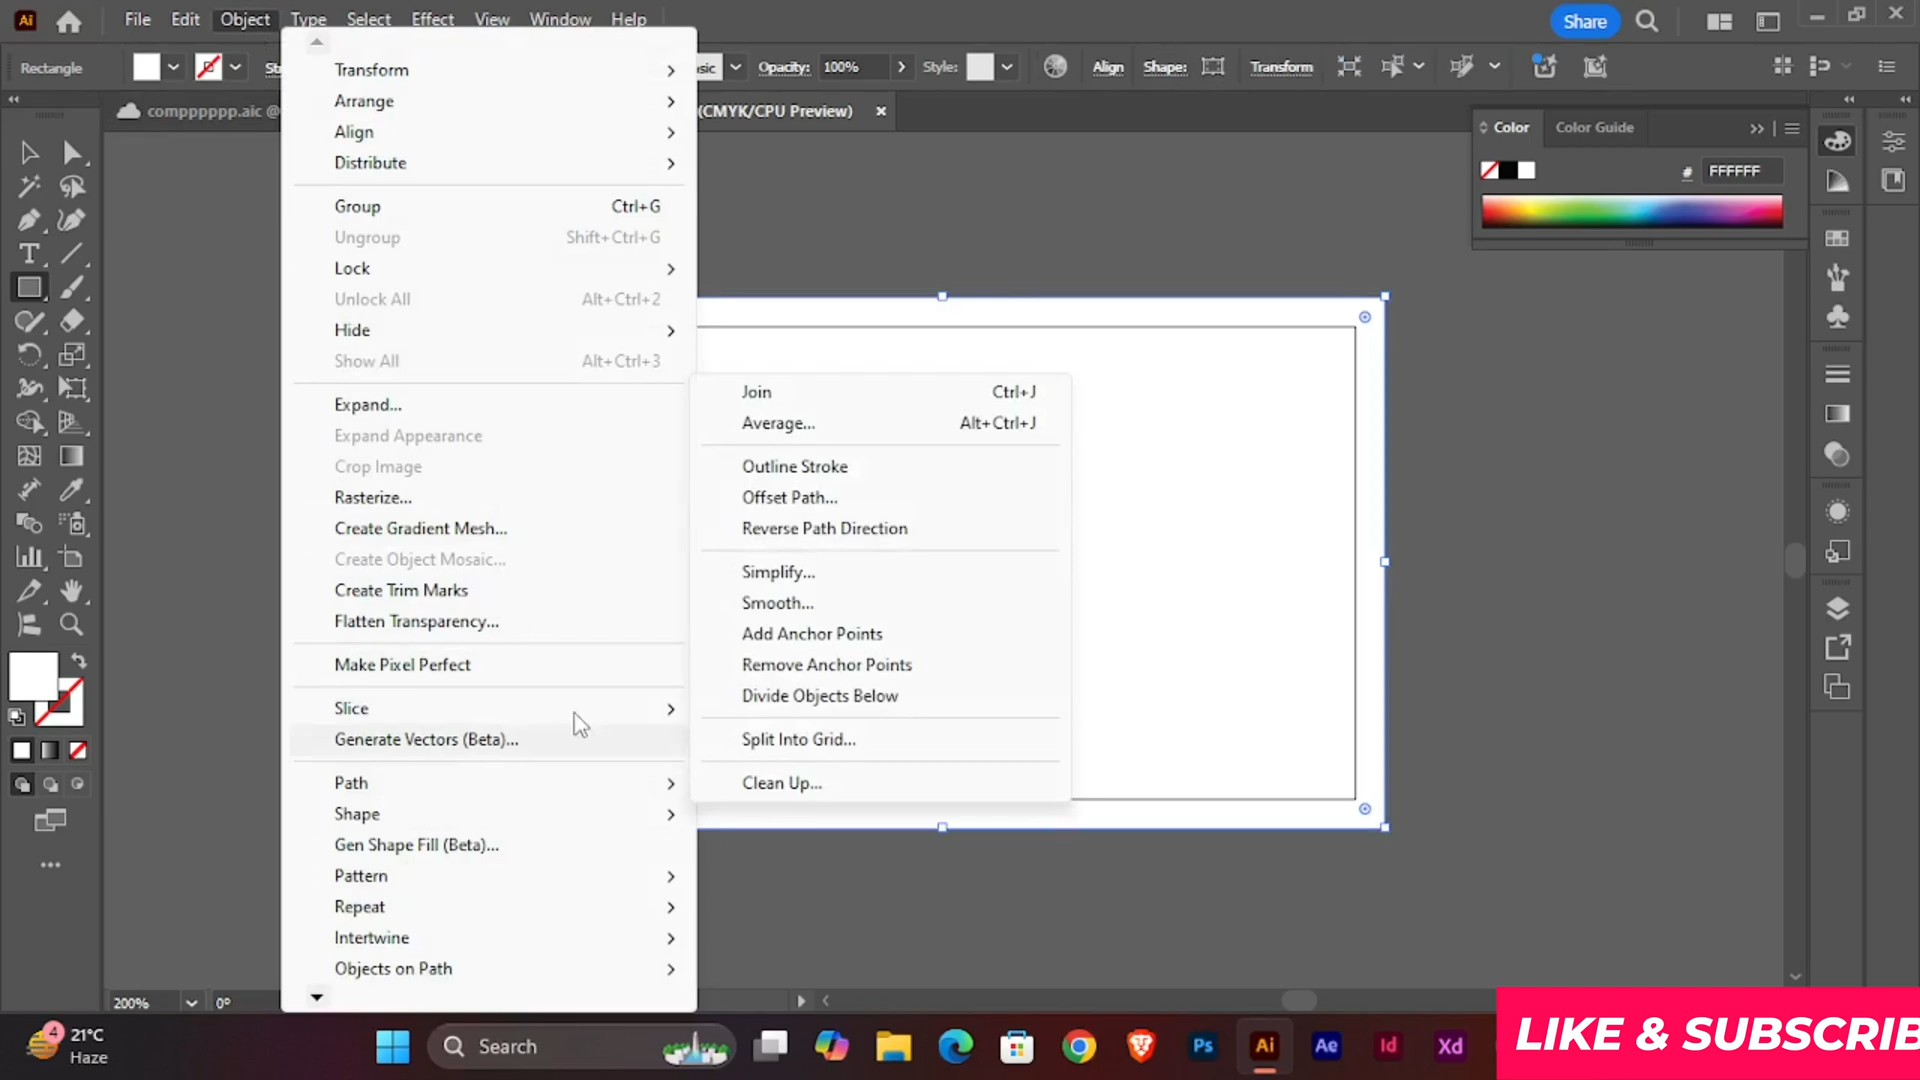 Ai File Edit Object Type Select Effect View Window Help Share
Rectangle Opacity: 100% Style: Align Shape: Transform
compppppp.aic @ (CMYK/CPU Preview)
Color Color Guide
# FFFFFF
Transform
Arrange
Align
Distribute
Group Ctrl+G
Ungroup Shift+Ctrl+G
Lock
Unlock All Alt+Ctrl+2
Hide
Show All Alt+Ctrl+3
Expand...
Expand Appearance
Crop Image
Rasterize...
Create Gradient Mesh...
Create Object Mosaic...
Create Trim Marks
Flatten Transparency...
Make Pixel Perfect
Slice
Generate Vectors (Beta)...
Path
Shape
Gen Shape Fill (Beta)...
Pattern
Repeat
Intertwine
Objects on Path
Join Ctrl+J
Average... Alt+Ctrl+J
Outline Stroke
Offset Path...
Reverse Path Direction
Simplify...
Smooth...
Add Anchor Points
Remove Anchor Points
Divide Objects Below
Split Into Grid...
Clean Up...
200% 0°
4 21°C
Haze
Search
Ps Ai Ae Id Xd
LIKE & SUBSCRIB